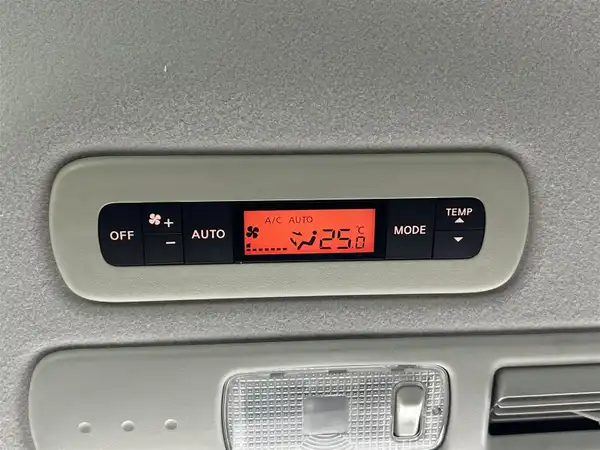 OFF
+
-
AUTO
A/C AUTO
25.0 °C
MODE
TEMP